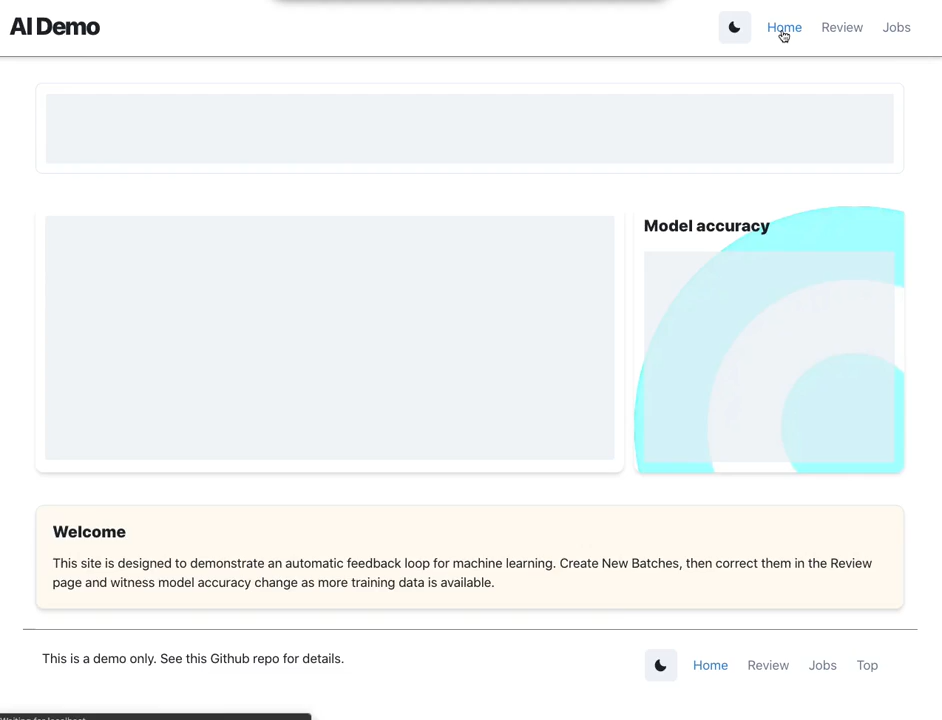 AI Demo
Home
Review
Jobs
Model accuracy
Welcome
This site is designed to demonstrate an automatic feedback loop for machine learning. Create New Batches, then correct them in the Review
page and witness model accuracy change as more training data is available.
This is a demo only. See this Github repo for details.
Home
Review
Jobs
Top